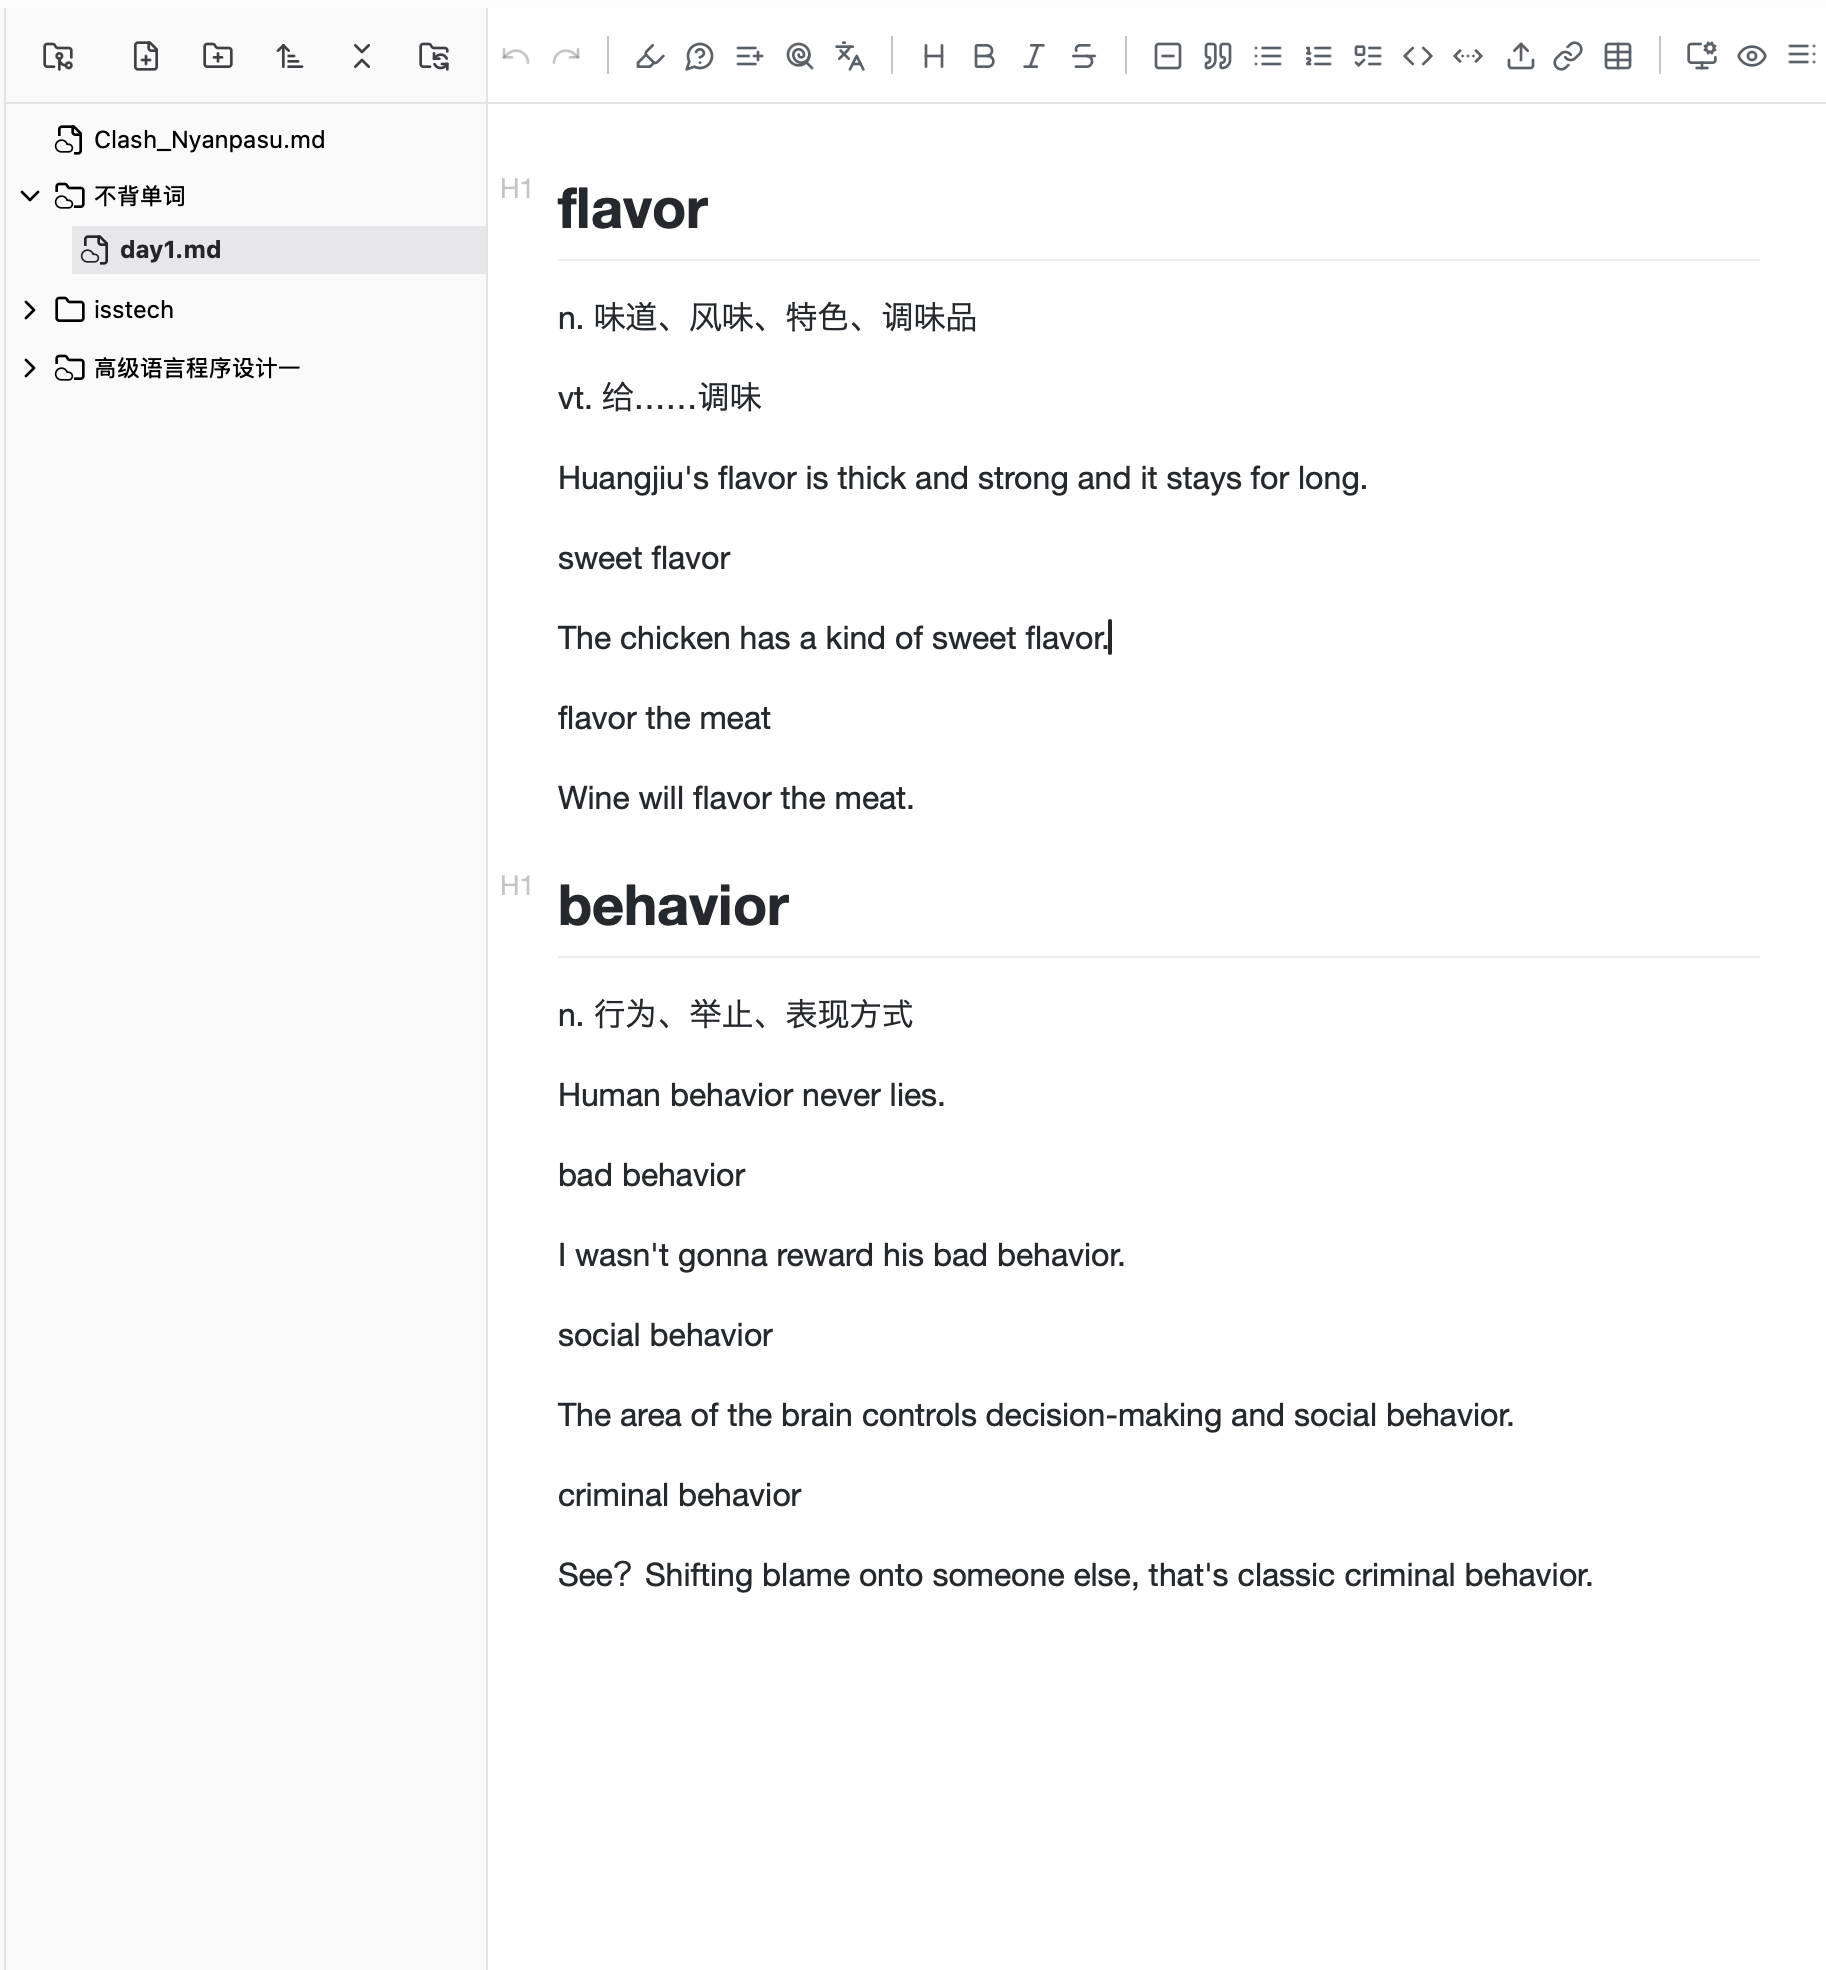 Clash_Nyanpasu.md
不背单词
day1.md
isstech
高级语言程序设计一
H1
flavor
n. 味道、风味、特色、调味品
vt. 给……调味
Huangjiu's flavor is thick and strong and it stays for long.
sweet flavor
The chicken has a kind of sweet flavor.
flavor the meat
Wine will flavor the meat.
H1
behavior
n. 行为、举止、表现方式
Human behavior never lies.
bad behavior
I wasn't gonna reward his bad behavior.
social behavior
The area of the brain controls decision-making and social behavior.
criminal behavior
See？Shifting blame onto someone else, that's classic criminal behavior.